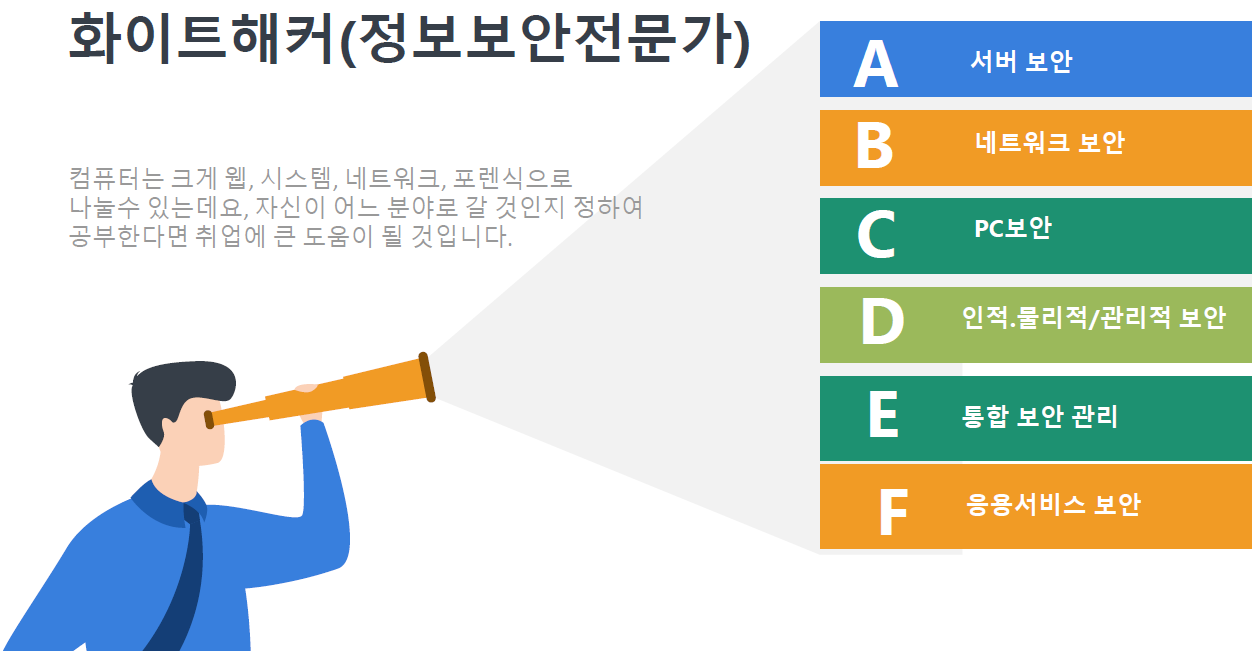 화이트해커(정보보안전문가)
컴퓨터는 크게 웹, 시스템, 네트워크, 포렌식으로
나눌수 있는데요, 자신이 어느 분야로 갈 것인지 정하여
공부한다면 취업에 큰 도움이 될 것입니다.
A 서버 보안
B 네트워크 보안
C PC보안
D 인적.물리적/관리적 보안
E 통합 보안 관리
F 응용서비스 보안